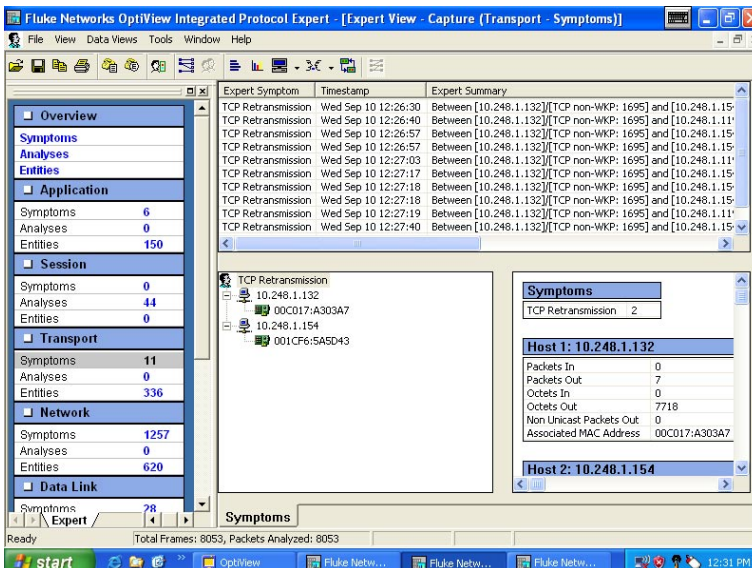 Fluke Networks OptiView Integrated Protocol Expert - [Expert View - Capture (Transport - Symptoms)]
File View Data Views Tools Window Help
Overview
Symptoms
Analyses
Entities
Application
Symptoms 6
Analyses 0
Entities 150
Session
Symptoms 0
Analyses 44
Entities 0
Transport
Symptoms 11
Analyses 0
Entities 336
Network
Symptoms 1257
Analyses 0
Entities 620
Data Link
Symptoms 28
Expert
Expert Symptom Timestamp Expert Summary
TCP Retransmission Wed Sep 10 12:26:30 Between [10.248.1.132]/[TCP non-WKP: 1695] and [10.248.1.15
TCP Retransmission Wed Sep 10 12:26:40 Between [10.248.1.132]/[TCP non-WKP: 1695] and [10.248.1.11
TCP Retransmission Wed Sep 10 12:26:57 Between [10.248.1.132]/[TCP non-WKP: 1695] and [10.248.1.15
TCP Retransmission Wed Sep 10 12:26:57 Between [10.248.1.132]/[TCP non-WKP: 1695] and [10.248.1.15
TCP Retransmission Wed Sep 10 12:27:03 Between [10.248.1.132]/[TCP non-WKP: 1695] and [10.248.1.11
TCP Retransmission Wed Sep 10 12:27:17 Between [10.248.1.132]/[TCP non-WKP: 1695] and [10.248.1.15
TCP Retransmission Wed Sep 10 12:27:18 Between [10.248.1.132]/[TCP non-WKP: 1695] and [10.248.1.15
TCP Retransmission Wed Sep 10 12:27:18 Between [10.248.1.132]/[TCP non-WKP: 1695] and [10.248.1.15
TCP Retransmission Wed Sep 10 12:27:19 Between [10.248.1.132]/[TCP non-WKP: 1695] and [10.248.1.11
TCP Retransmission Wed Sep 10 12:27:40 Between [10.248.1.132]/[TCP non-WKP: 1695] and [10.248.1.15
TCP Retransmission
10.248.1.132
00C017:A303A7
10.248.1.154
001CF6:5A5D43
Symptoms
TCP Retransmission 2
Host 1: 10.248.1.132
Packets In 0
Packets Out 7
Octets In 0
Octets Out 7718
Non Unicast Packets Out 0
Associated MAC Address 00C017:A303A7
Host 2: 10.248.1.154
Symptoms
Ready Total Frames: 8053, Packets Analyzed: 8053
start OptiView Fluke Netw... Fluke Netw... Fluke Netw... 12:31 PM